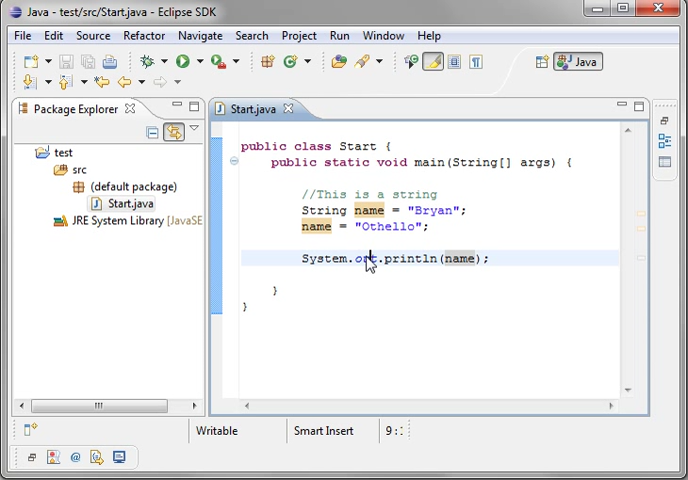 Java - test/src/Start.java - Eclipse SDK
File Edit Source Refactor Navigate Search Project Run Window Help
Java
Package Explorer
Start.java
test
src
(default package)
Start.java
JRE System Library [JavaSE
public class Start {
public static void main(String[] args) {
//This is a string
String name = "Bryan";
name = "Othello";
System.out.println(name);
}
}
Writable
Smart Insert
9 :